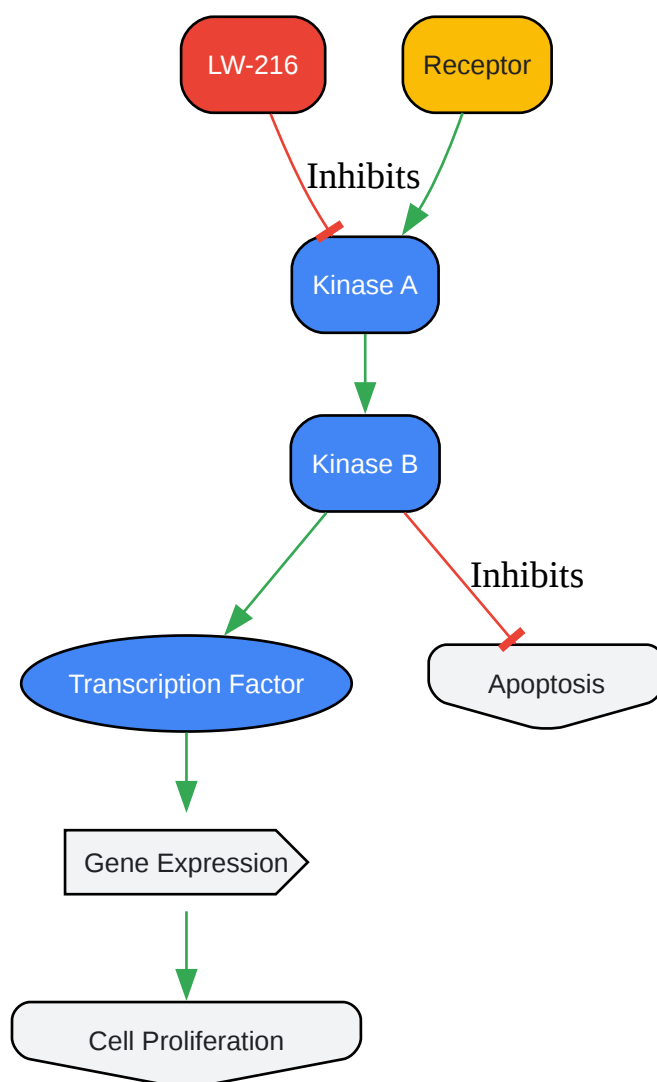 LW-216
Receptor
Inhibits
Kinase A
Kinase B
Inhibits
Transcription Factor
Apoptosis
Gene Expression
Cell Proliferation